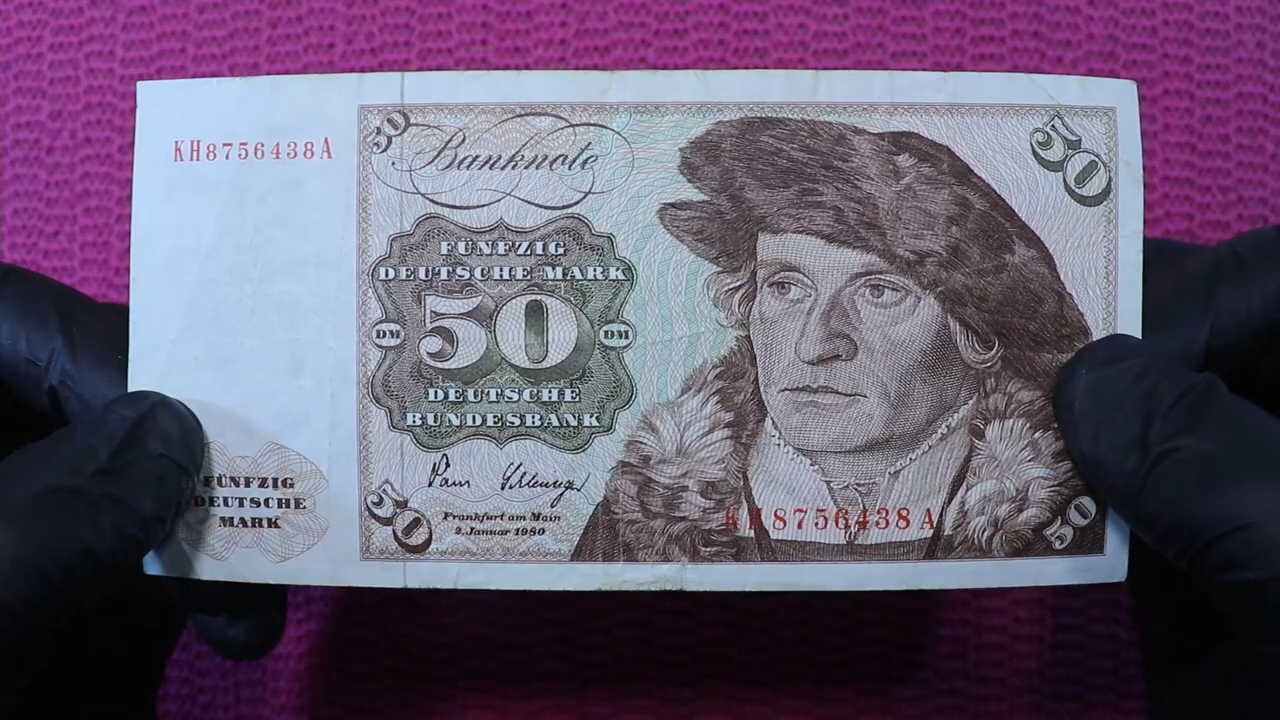 KH8756438A
50
Banknote
50
FÜNFZIG
DEUTSCHE MARK
DM
50
DM
DEUTSCHE
BUNDESBANK
FÜNFZIG
DEUTSCHE
MARK
Frankfurt am Main
2. Januar 1980
50
KH8756438A
50